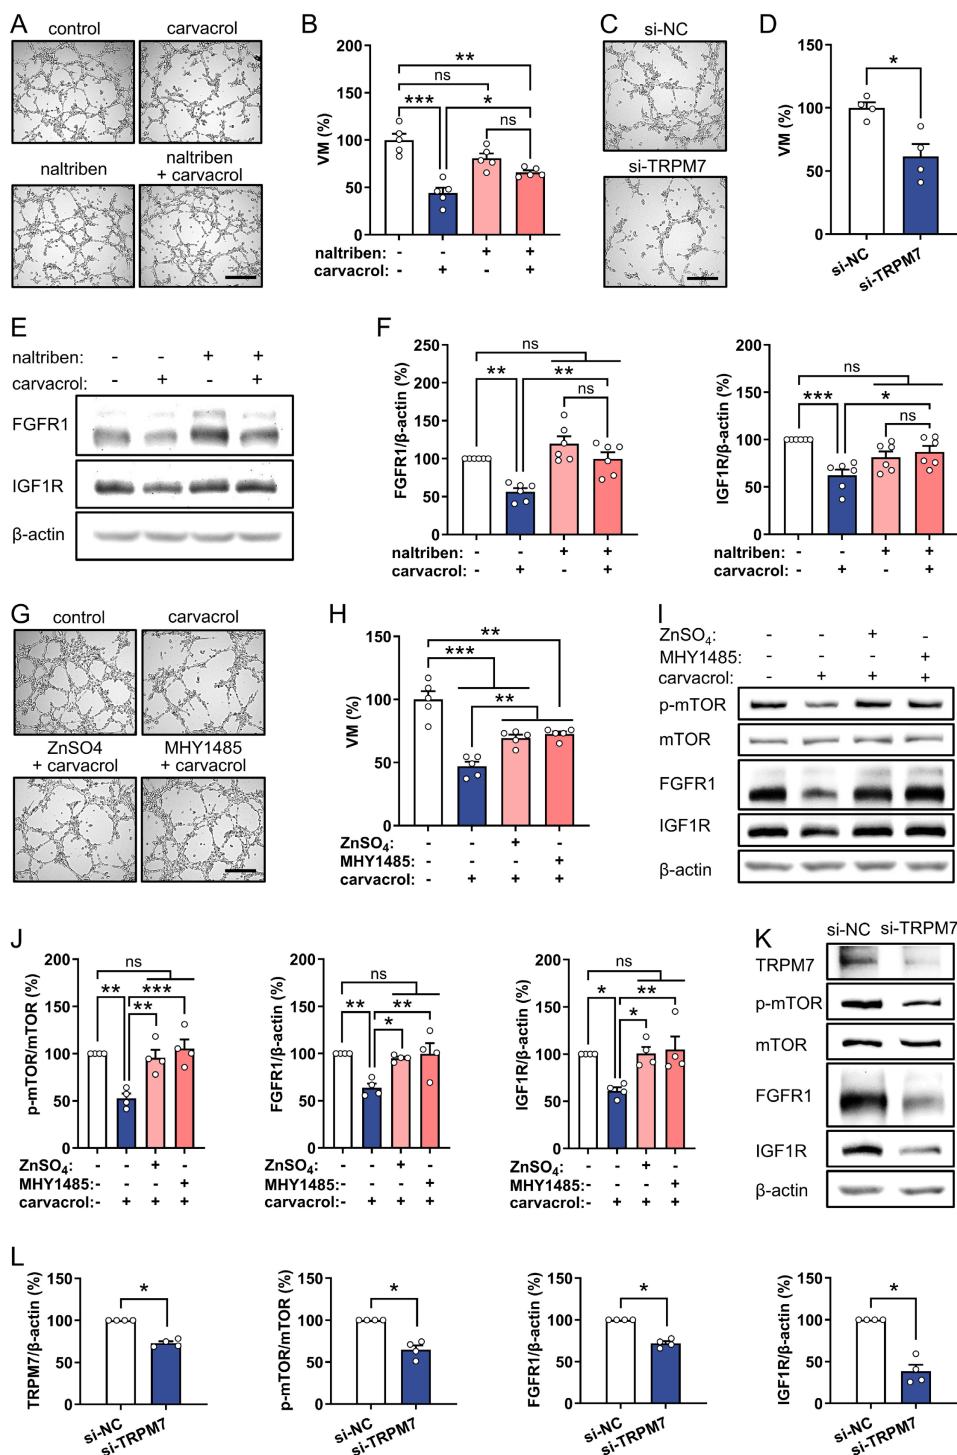 A
control
carvacrol
naltriben
naltriben
+ carvacrol
B
VM (%)
200
150
100
50
0
**
ns
***
*
ns
naltriben: - - + +
carvacrol: - + - +
C
si-NC
si-TRPM7
D
VM (%)
150
100
50
0
*
si-NC
si-TRPM7
E
naltriben: - - + +
carvacrol: - + - +
FGFR1
IGF1R
β-actin
F
FGFR1/β-actin (%)
250
200
150
100
50
0
ns
** **
ns
naltriben: - - + +
carvacrol: - + - +
IGF1R/β-actin (%)
200
150
100
50
0
ns
*** *
ns
naltriben: - - + +
carvacrol: - + - +
G
control
carvacrol
ZnSO4
+ carvacrol
MHY1485
+ carvacrol
H
VM (%)
150
100
50
0
**
***
**
ZnSO₄: - - + -
MHY1485: - - - +
carvacrol: - + + +
I
ZnSO₄: - - + -
MHY1485: - - - +
carvacrol: - + + +
p-mTOR
mTOR
FGFR1
IGF1R
β-actin
J
p-mTOR/mTOR (%)
200
150
100
50
0
ns
** ***
**
ZnSO₄: - - + -
MHY1485: - - - +
carvacrol: - + + +
FGFR1/β-actin (%)
200
150
100
50
0
ns
** **
*
ZnSO₄: - - + -
MHY1485: - - - +
carvacrol: - + + +
IGF1R/β-actin (%)
200
150
100
50
0
ns
* **
*
ZnSO₄: - - + -
MHY1485: - - - +
carvacrol: - + + +
K
si-NC si-TRPM7
TRPM7
p-mTOR
mTOR
FGFR1
IGF1R
β-actin
L
TRPM7/β-actin (%)
150
100
50
0
*
si-NC
si-TRPM7
p-mTOR/mTOR (%)
150
100
50
0
*
si-NC
si-TRPM7
FGFR1/β-actin (%)
150
100
50
0
*
si-NC
si-TRPM7
IGF1R/β-actin (%)
150
100
50
0
*
si-NC
si-TRPM7